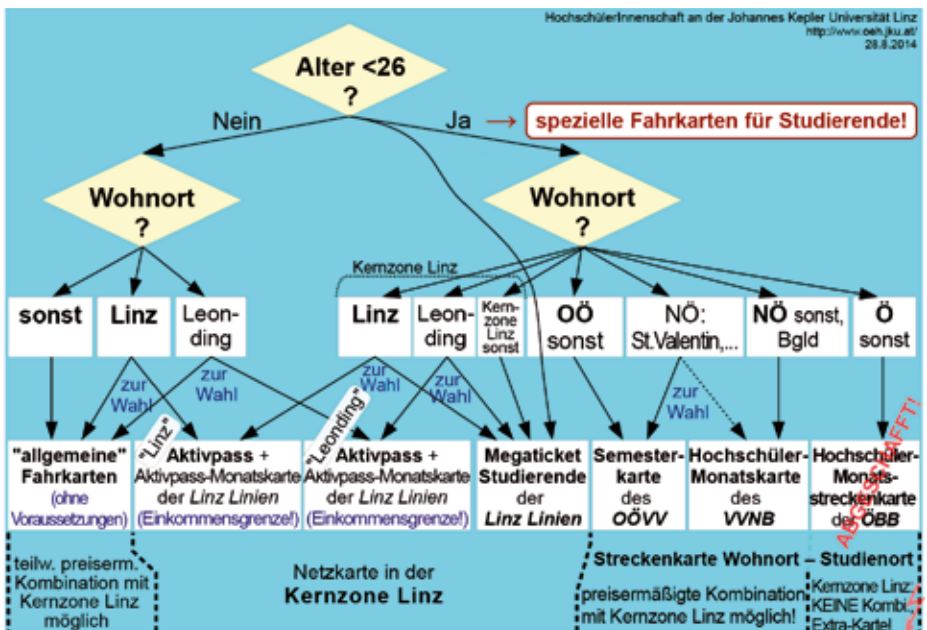 HochschülerInnenschaft an der Johannes Kepler Universität Linz
http://www.oeh.jku.at/
28.8.2014
Alter <26
?
Nein
Ja → spezielle Fahrkarten für Studierende!
Wohnort
?
Wohnort
?
Kernzone Linz
sonst
Linz
Leon-
ding
Linz
Leon-
ding
Kern-
zone
Linz
sonst
OÖ
sonst
NÖ:
St.Valentin,...
NÖ sonst,
Bgld
Ö
sonst
zur
Wahl
zur
Wahl
zur
Wahl
zur
Wahl
zur
Wahl
"Linz"
"Leonding"
"allgemeine"
Fahrkarten
(ohne
Voraussetzungen)
Aktivpass +
Aktivpass-Monatskarte
der Linz Linien
(Einkommensgrenze!)
Aktivpass +
Aktivpass-Monatskarte
der Linz Linien
(Einkommensgrenze!)
Megaticket
Studierende
der
Linz Linien
Semester-
karte
des
OÖVV
Hochschüler-
Monatskarte
des
VVNB
Hochschüler-
Monats-
streckenkarte
der ÖBB
ABGESCHAFFT!
teilw. preiserm.
Kombination mit
Kernzone Linz
möglich
Netzkarte in der
Kernzone Linz
Streckenkarte Wohnort – Studienort
preisermäßigte Kombination
mit Kernzone Linz möglich!
Kernzone Linz:
KEINE Kombi,
Extra-Karte!